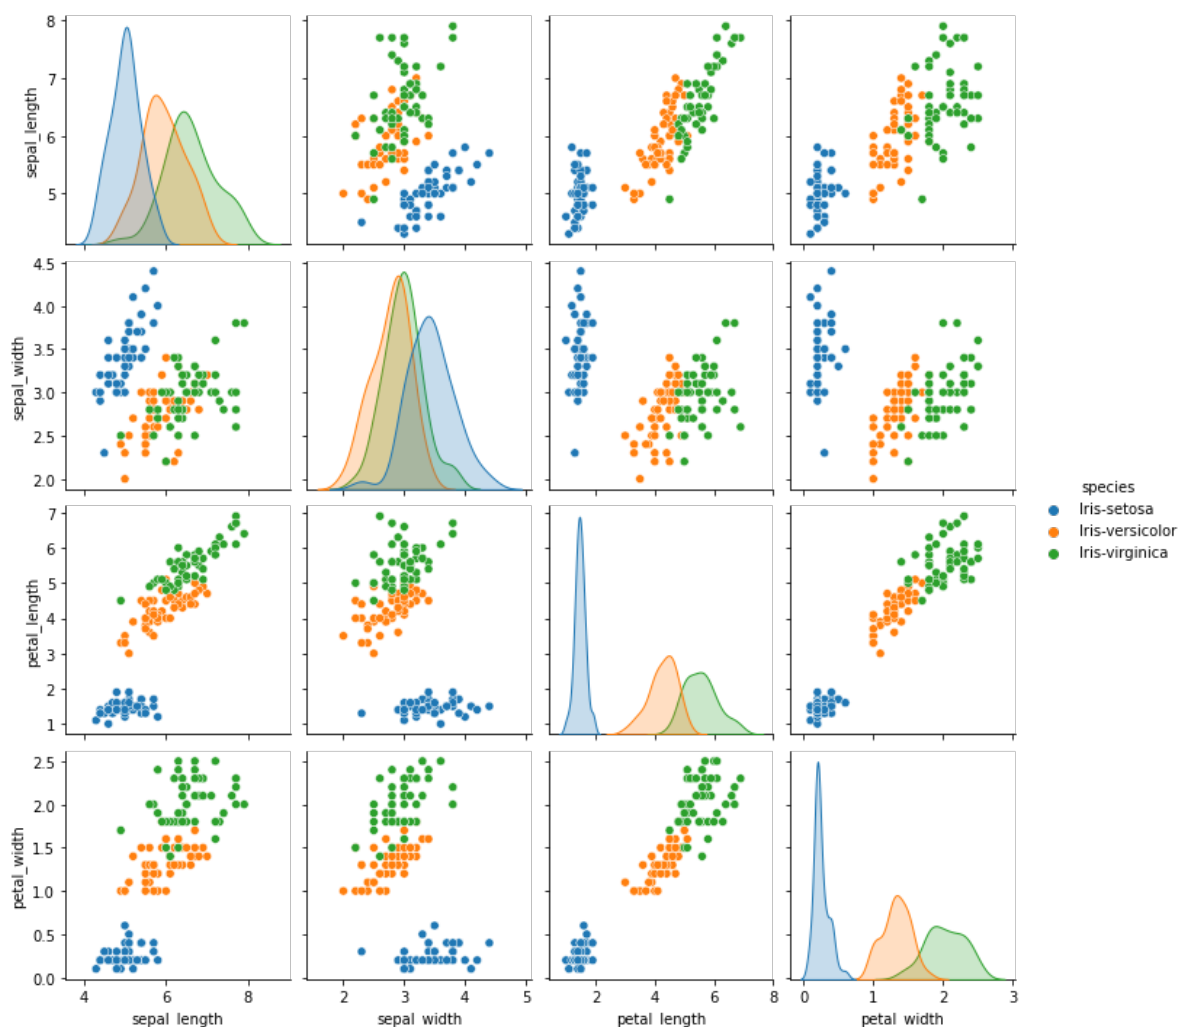 8
7
6
5
sepal_length
4.5
4.0
3.5
3.0
2.5
2.0
sepal_width
species
Iris-setosa
Iris-versicolor
Iris-virginica
7
6
5
4
3
2
1
petal_length
2.5
2.0
1.5
1.0
0.5
0.0
petal_width
4 6 8
sepal_length
2 3 4 5
sepal_width
2 4 6 8
petal_length
0 1 2 3
petal_width